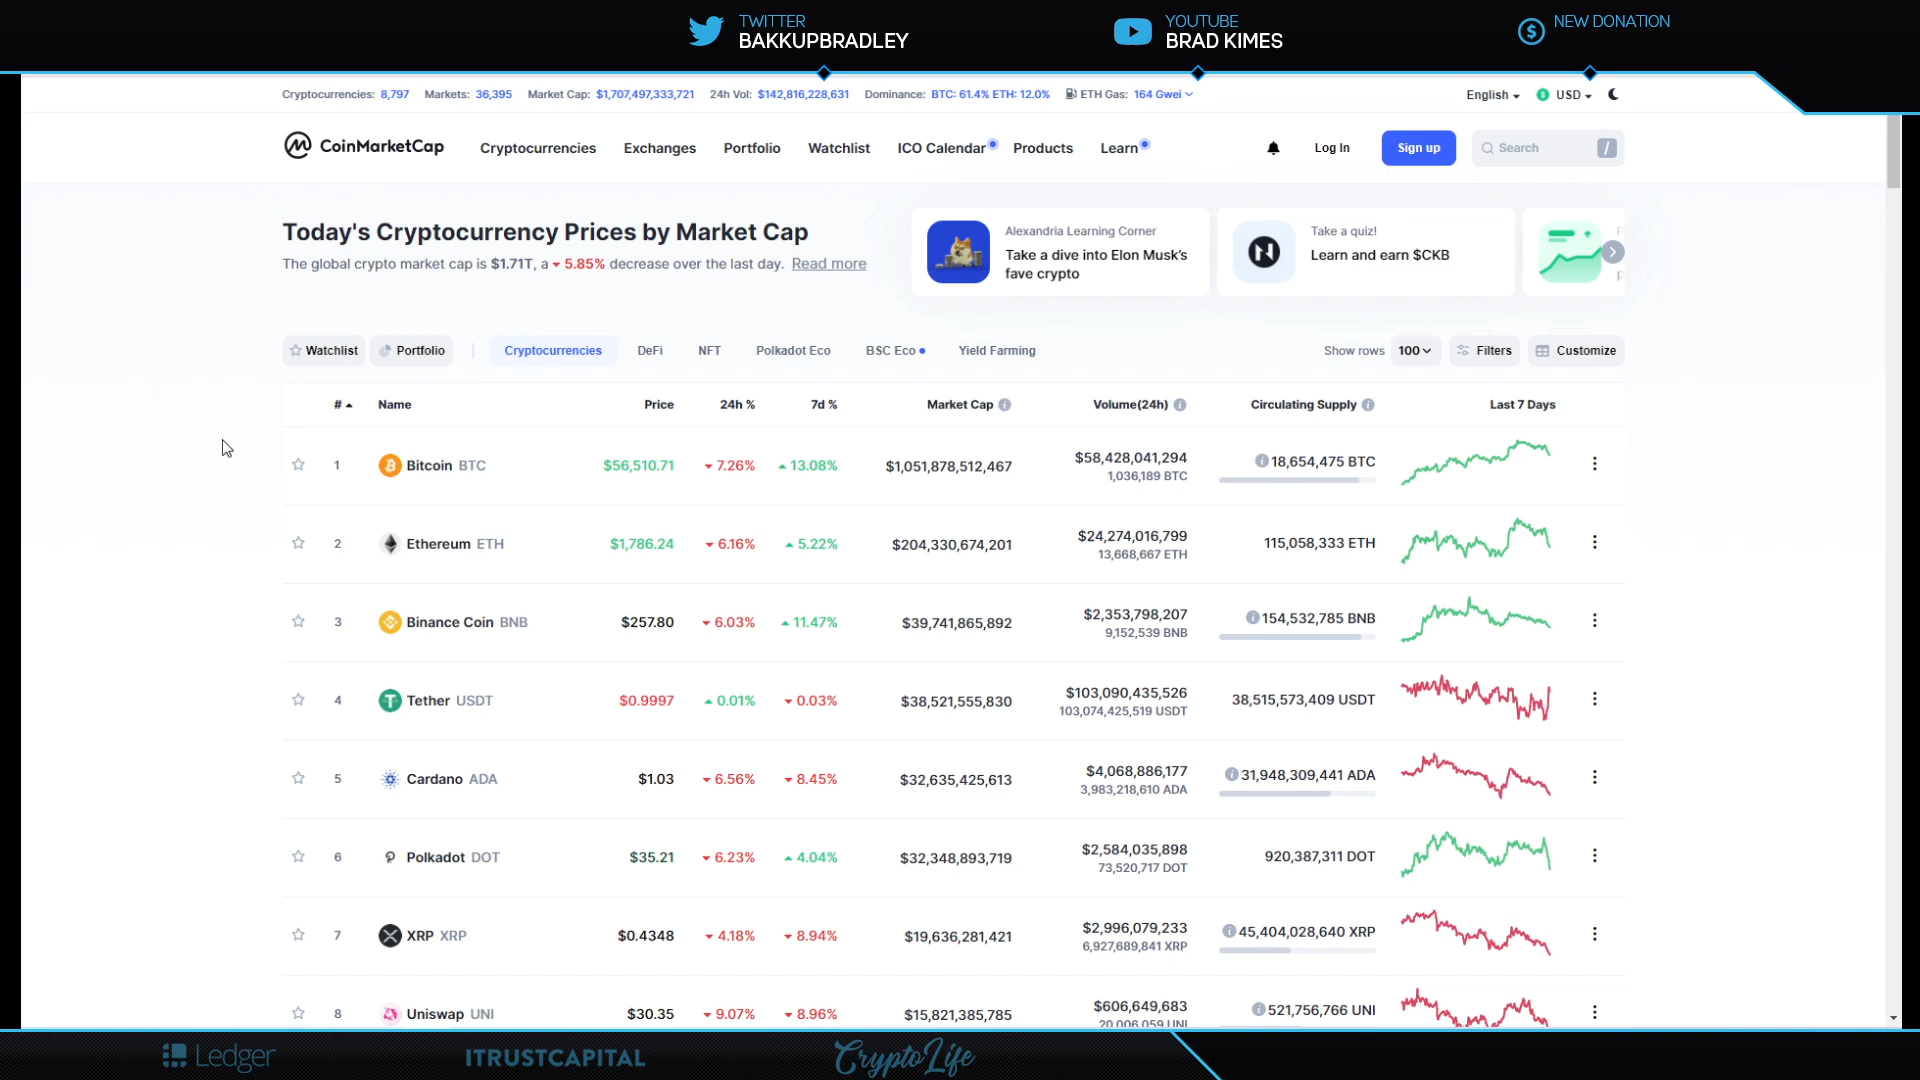 TWITTER
BAKKUPBRADLEY
YOUTUBE
BRAD KIMES
NEW DONATION
Cryptocurrencies: 8,797 Markets: 36,395 Market Cap: $1,707,497,333,721 24h Vol: $142,816,228,631 Dominance: BTC: 61.4% ETH: 12.0% ETH Gas: 164 Gwei
English USD
CoinMarketCap Cryptocurrencies Exchanges Portfolio Watchlist ICO Calendar Products Learn Log In Sign up Search /
Today's Cryptocurrency Prices by Market Cap
The global crypto market cap is $1.71T, a 5.85% decrease over the last day. Read more
Alexandria Learning Corner
Take a dive into Elon Musk's
fave crypto
Take a quiz!
Learn and earn $CKB
Watchlist Portfolio Cryptocurrencies DeFi NFT Polkadot Eco BSC Eco Yield Farming Show rows 100 Filters Customize
# Name Price 24h % 7d % Market Cap Volume(24h) Circulating Supply Last 7 Days
1 Bitcoin BTC $56,510.71 7.26% 13.08% $1,051,878,512,467 $58,428,041,294 18,654,475 BTC
1,036,189 BTC
2 Ethereum ETH $1,786.24 6.16% 5.22% $204,330,674,201 $24,274,016,799 115,058,333 ETH
13,668,667 ETH
3 Binance Coin BNB $257.80 6.03% 11.47% $39,741,865,892 $2,353,798,207 154,532,785 BNB
9,152,539 BNB
4 Tether USDT $0.9997 0.01% 0.03% $38,521,555,830 $103,090,435,526 38,515,573,409 USDT
103,074,425,519 USDT
5 Cardano ADA $1.03 6.56% 8.45% $32,635,425,613 $4,068,886,177 31,948,309,441 ADA
3,983,218,610 ADA
6 Polkadot DOT $35.21 6.23% 4.04% $32,348,893,719 $2,584,035,898 920,387,311 DOT
73,520,717 DOT
7 XRP XRP $0.4348 4.18% 8.94% $19,636,281,421 $2,996,079,233 45,404,028,640 XRP
6,927,689,841 XRP
8 Uniswap UNI $30.35 9.07% 8.96% $15,821,385,785 $606,649,683 521,756,766 UNI
20,006,059 UNI
Ledger ITRUSTCAPITAL CryptoLife